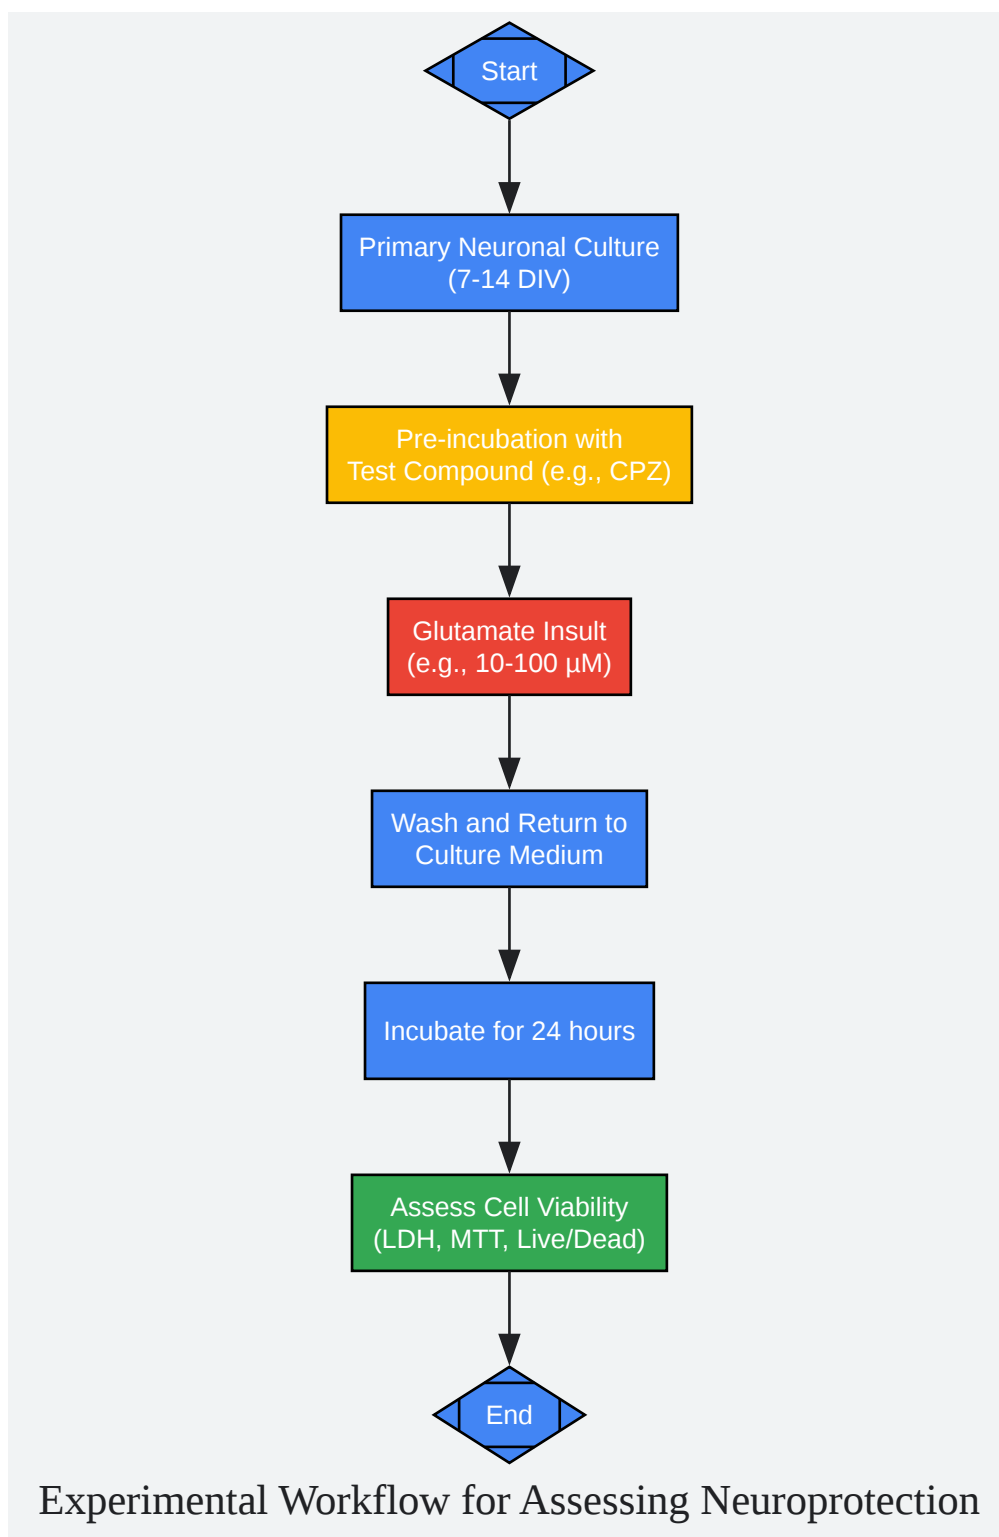 Start
Primary Neuronal Culture
(7-14 DIV)
Pre-incubation with
Test Compound (e.g., CPZ)
Glutamate Insult
(e.g., 10-100 µM)
Wash and Return to
Culture Medium
Incubate for 24 hours
Assess Cell Viability
(LDH, MTT, Live/Dead)
End
Experimental Workflow for Assessing Neuroprotection